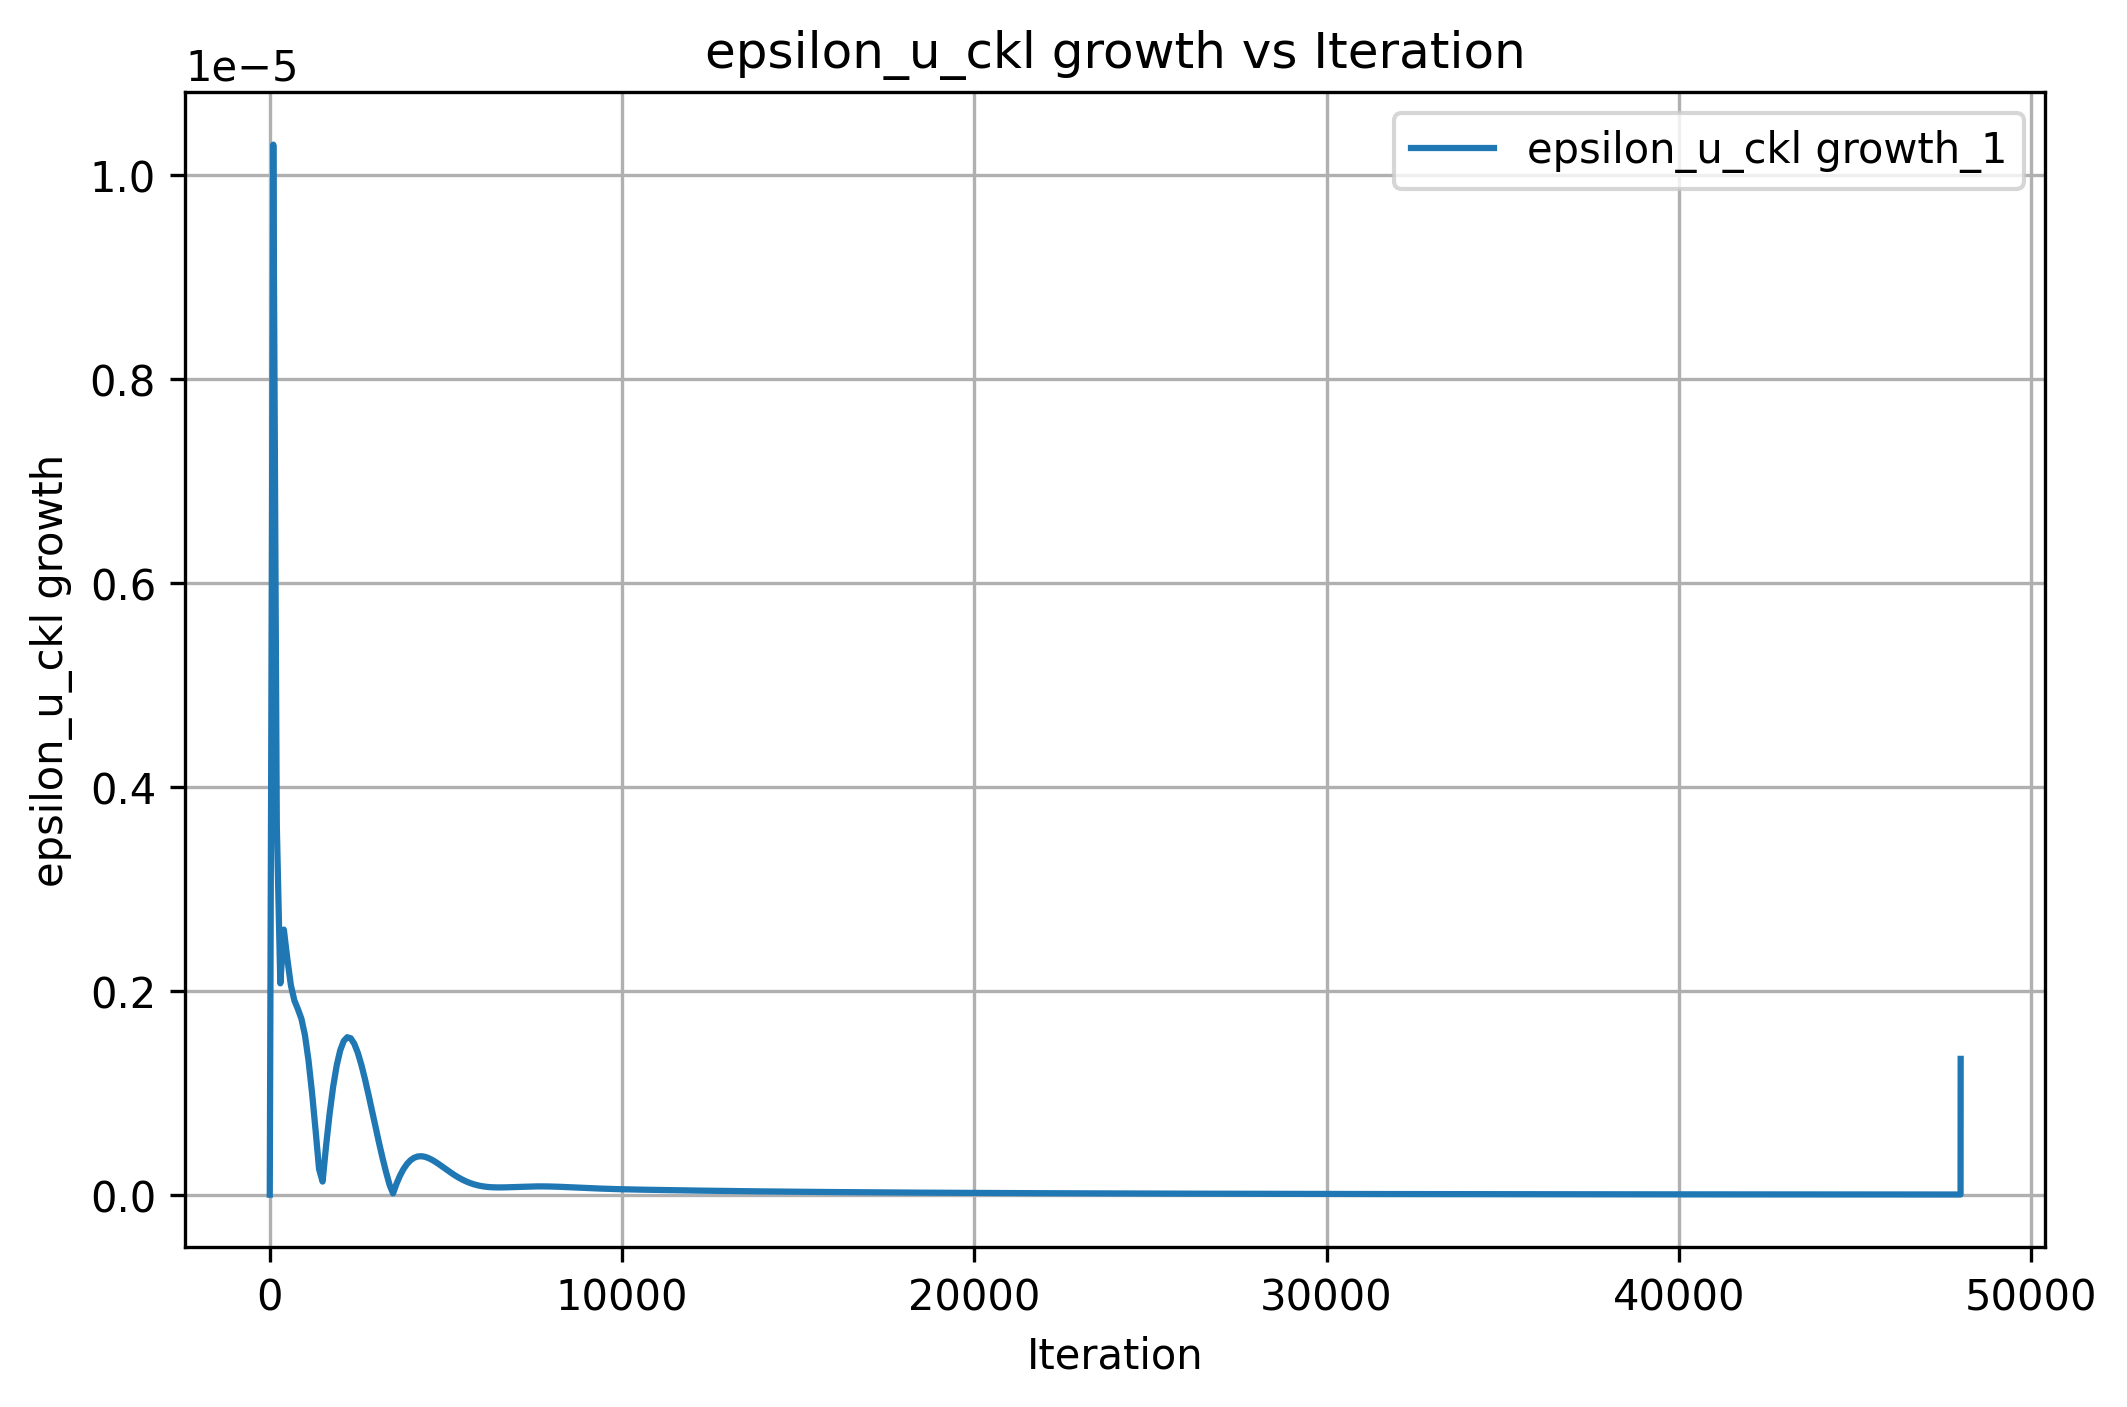 epsilon_u_ckl growth vs Iteration
1e−5
epsilon_u_ckl growth_1
1.0
0.8
0.6
0.4
0.2
0.0
epsilon_u_ckl growth
0 10000 20000 30000 40000 50000
Iteration